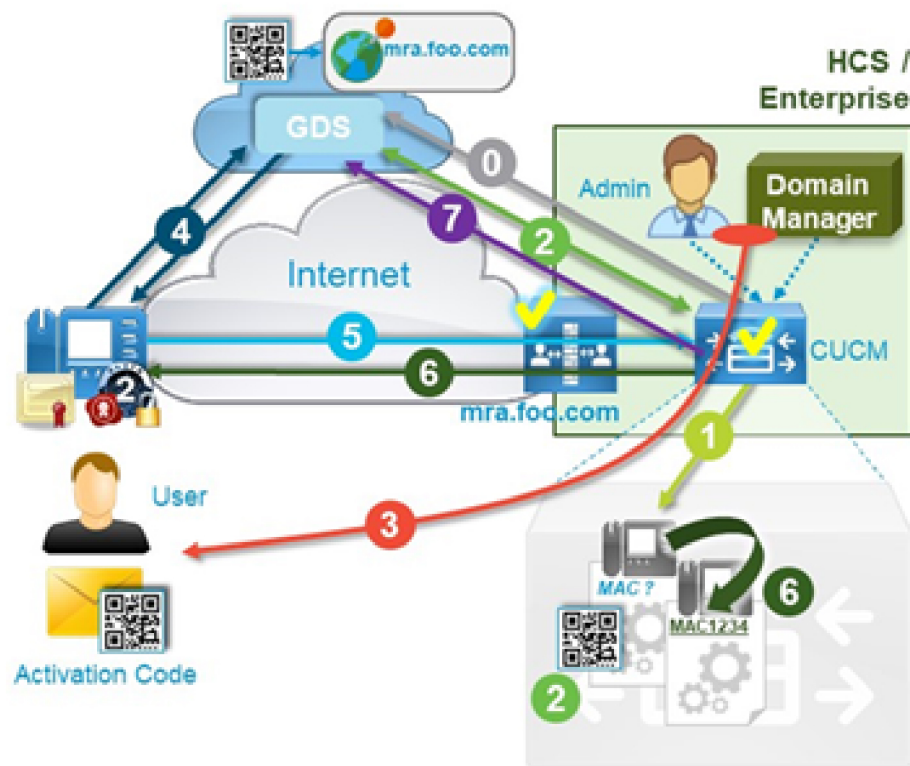 mra.foo.com
HCS /
Enterprise
GDS
0
Admin
Domain
Manager
7
2
4
Internet
5
CUCM
6
2
mra.foo.com
1
User
3
MAC ?
6
MAC1234
Activation Code
2